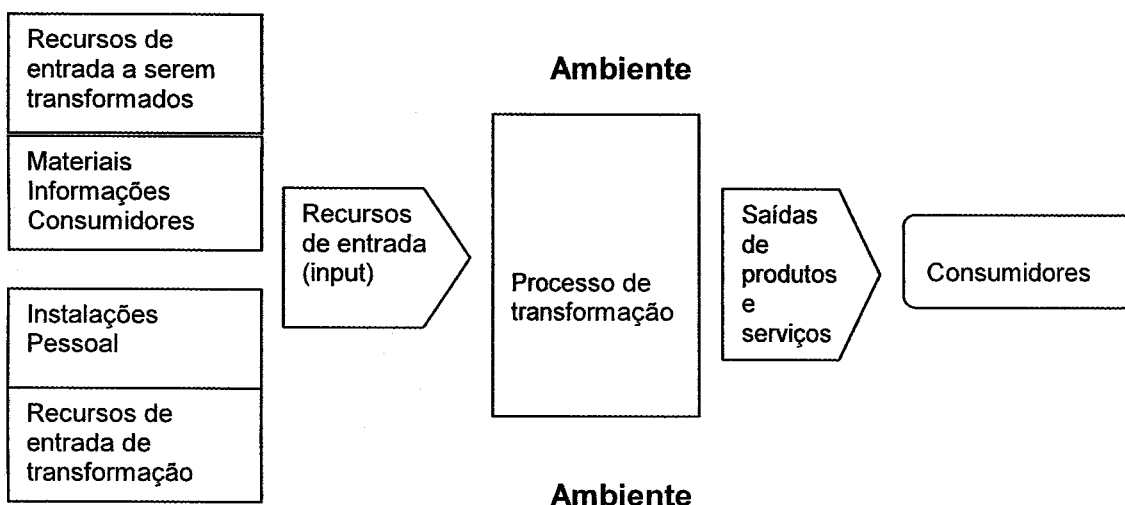 Recursos de
entrada a serem
transformados
Materiais
Informações
Consumidores
Instalações
Pessoal
Recursos de
entrada de
transformação
Recursos
de entrada
(input)
Ambiente
Processo de
transformação
Ambiente
Saídas
de
produtos
e
serviços
Consumidores